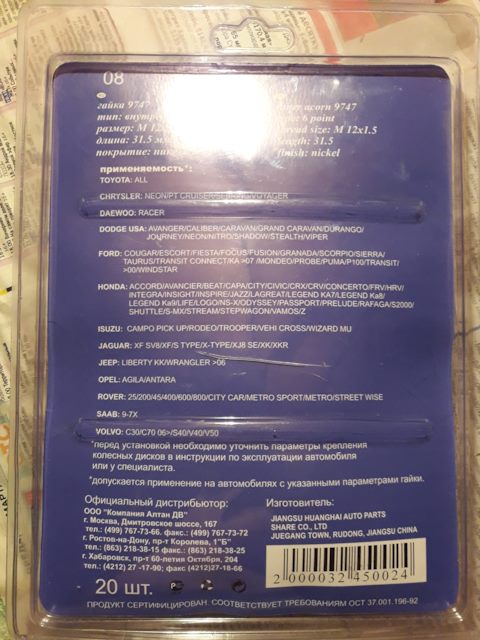 08
гайка 9747
acorn 9747
тип:
6 point
размер: M 12
size: M 12x1.5
длина: 31.5
length: 31.5
покрытие:
finish: nickel
применяемость*:
TOYOTA: ALL
CHRYSLER: NEON/PT CRUISER/
DAEWOO: RACER
DODGE USA: AVANGER/CALIBER/CARAVAN/GRAND CARAVAN/DURANGO/
JOURNEY/NEON/NITRO/SHADOW/STEALTH/VIPER
FORD: COUGAR/ESCORT/FIESTA/FOCUS/FUSION/GRANADA/SCORPIO/SIERRA/
TAURUS/TRANSIT CONNECT/KA >07 /MONDEO/PROBE/PUMA/P100/TRANSIT/
>00/WINDSTAR
HONDA: ACCORD/AVANCIER/BEAT/CAPA/CITY/CIVIC/CRX/CRV/CONCERTO/FRV/HRV/
INTEGRA/INSIGHT/INSPIRE/JAZZ/LAGREAT/LEGEND KA7/LEGEND Ka8/
LEGEND Ka9/LIFE/LOGO/NS-X/ODYSSEY/PASSPORT/PRELUDE/RAFAGA/S2000/
SHUTTLE/S-MX/STREAM/STEPWAGON/VAMOS/Z
ISUZU: CAMPO PICK UP/RODEO/TROOPER/VEHI CROSS/WIZARD MU
JAGUAR: XF SV8/XF/S TYPE/X-TYPE/XJ8 SE/XK/XKR
JEEP: LIBERTY KK/WRANGLER >06
OPEL: AGILA/ANTARA
ROVER: 25/200/45/400/600/800/CITY CAR/METRO SPORT/METRO/STREET WISE
SAAB: 9-7X
VOLVO: C30/C70 06>/S40/V40/V50
*перед установкой необходимо уточнить параметры крепления
колесных дисков в инструкции по эксплуатации автомобиля
или у специалиста.
*допускается применение на автомобилях с указанными параметрами гайки.
Официальный дистрибьютор:
ООО "Компания Алтан ДВ"
г. Москва, Дмитровское шоссе, 167
тел.: (499) 767-73-66. факс.: (499) 767-73-72
г. Ростов-на-Дону, пр-т Королева, 1"Б"
тел.: (863) 218-38-15 факс: (863) 218-38-25
г. Хабаровск, пр-т 60-летия Октября, 204
тел.: (4212) 27-17-90; факс (4212)27-18-66
Изготовитель:
JIANGSU HUANGHAI AUTO PARTS
SHARE CO., LTD
JUEGANG TOWN, RUDONG, JIANGSU CHINA
2 000032 450024
20 шт.
ПРОДУКТ СЕРТИФИЦИРОВАН. СООТВЕТСТВУЕТ ТРЕБОВАНИЯМ ОСТ 37.001.196-92